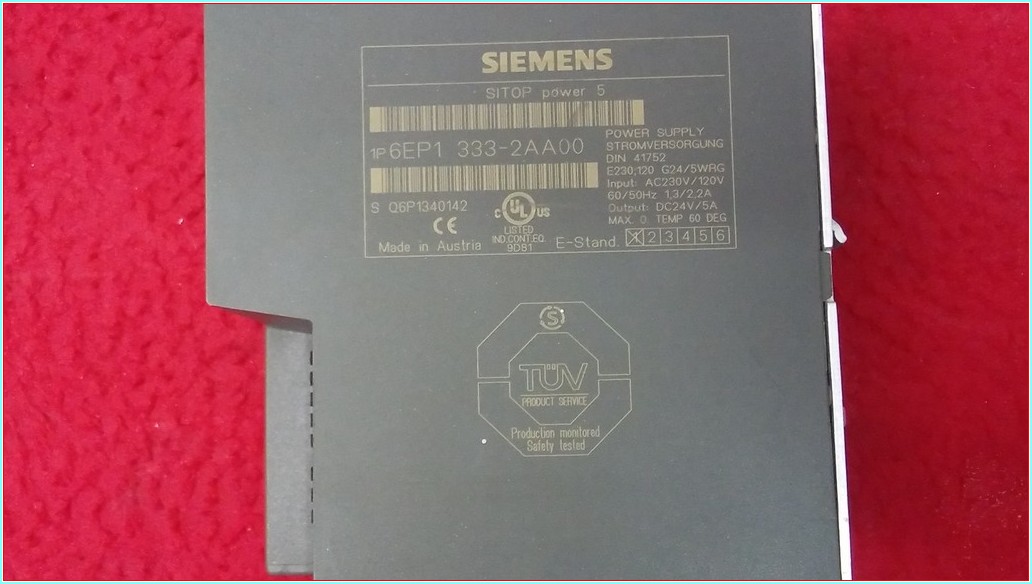 SIEMENS
SITOP power 5
1P 6EP1 333-2AA00
S Q6P1340142
C UL US
LISTED
IND.CONT.EQ.
9D81
CE
Made in Austria
POWER SUPPLY
STROMVERSORGUNG
DIN 41752
E230;120 G24/5WRG
Input: AC230V/120V
60/50Hz 1,3/2,2A
Output: DC24V/5A
MAX. O. TEMP 60 DEG
E-Stand. 1 2 3 4 5 6
S
TÜV
PRODUCT SERVICE
Production monitored
Safety tested